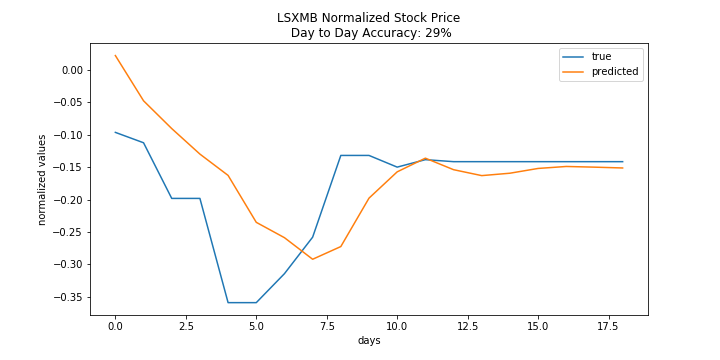 LSXMB Normalized Stock Price
Day to Day Accuracy: 29%
true
predicted
normalized values
0.00
−0.05
−0.10
−0.15
−0.20
−0.25
−0.30
−0.35
0.0 2.5 5.0 7.5 10.0 12.5 15.0 17.5
days